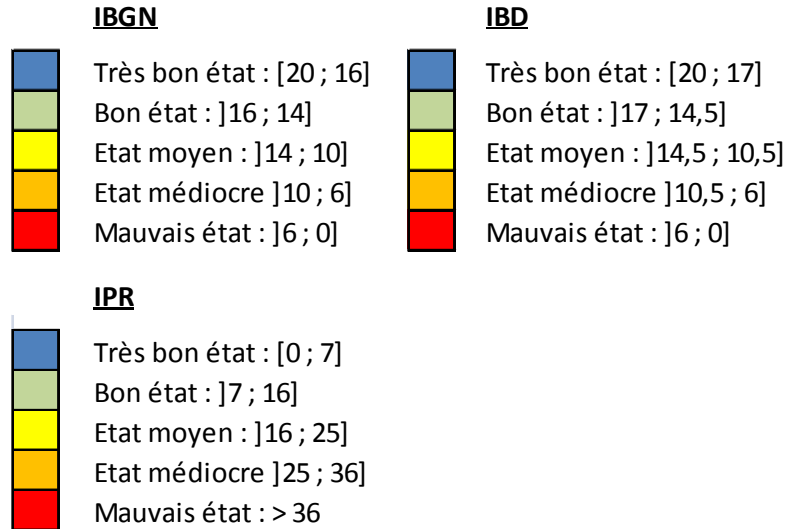 IBGN
Très bon état : [20 ; 16]
Bon état : ]16 ; 14]
Etat moyen : ]14 ; 10]
Etat médiocre ]10 ; 6]
Mauvais état : ]6 ; 0]
IBD
Très bon état : [20 ; 17]
Bon état : ]17 ; 14,5]
Etat moyen : ]14,5 ; 10,5]
Etat médiocre ]10,5 ; 6]
Mauvais état : ]6 ; 0]
IPR
Très bon état : [0 ; 7]
Bon état : ]7 ; 16]
Etat moyen : ]16 ; 25]
Etat médiocre ]25 ; 36]
Mauvais état : > 36